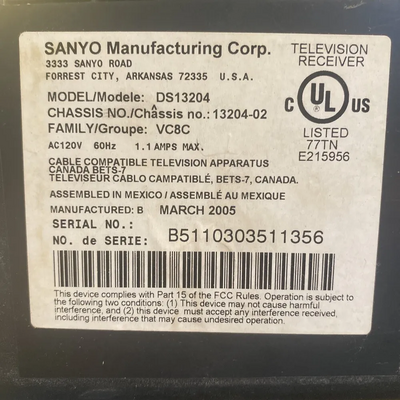 SANYO Manufacturing Corp.
3333 SANYO ROAD
FORREST CITY, ARKANSAS 72335 U.S.A.
TELEVISION
RECEIVER
MODEL/Modele: DS13204
CHASSIS NO./Châssis no.: 13204-02
FAMILY/Groupe: VC8C
AC120V 60Hz 1.1 AMPS MAX.
C UL US
LISTED
77TN
E215956
CABLE COMPATIBLE TELEVISION APPARATUS
CANADA BETS-7
TELEVISEUR CABLO CAMPATIBLE, BETS-7, CANADA.
ASSEMBLED IN MEXICO / ASSEMBLÉ AU MEXIQUE
MANUFACTURED: B MARCH 2005
SERIAL NO.:
NO. de SERIE: B5110303511356
This device complies with Part 15 of the FCC Rules. Operation is subject to
the following two conditions: (1) This device may not cause harmful
interference, and (2) this device must accept any interference received,
including interference that may cause undesired operation.